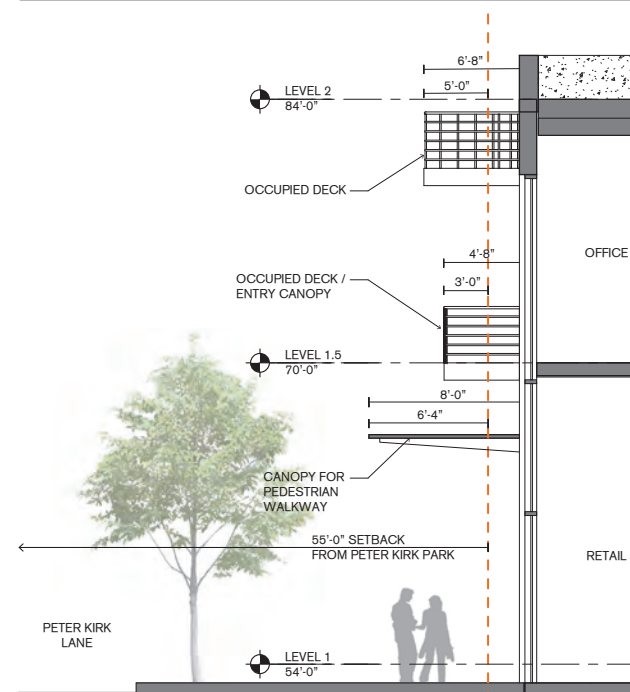 6'-8"
5'-0"
LEVEL 2
84'-0"
OCCUPIED DECK
4'-8"
3'-0"
OFFICE
OCCUPIED DECK /
ENTRY CANOPY
LEVEL 1.5
70'-0"
8'-0"
6'-4"
CANOPY FOR
PEDESTRIAN
WALKWAY
55'-0" SETBACK
FROM PETER KIRK PARK
RETAIL
PETER KIRK
LANE
LEVEL 1
54'-0"